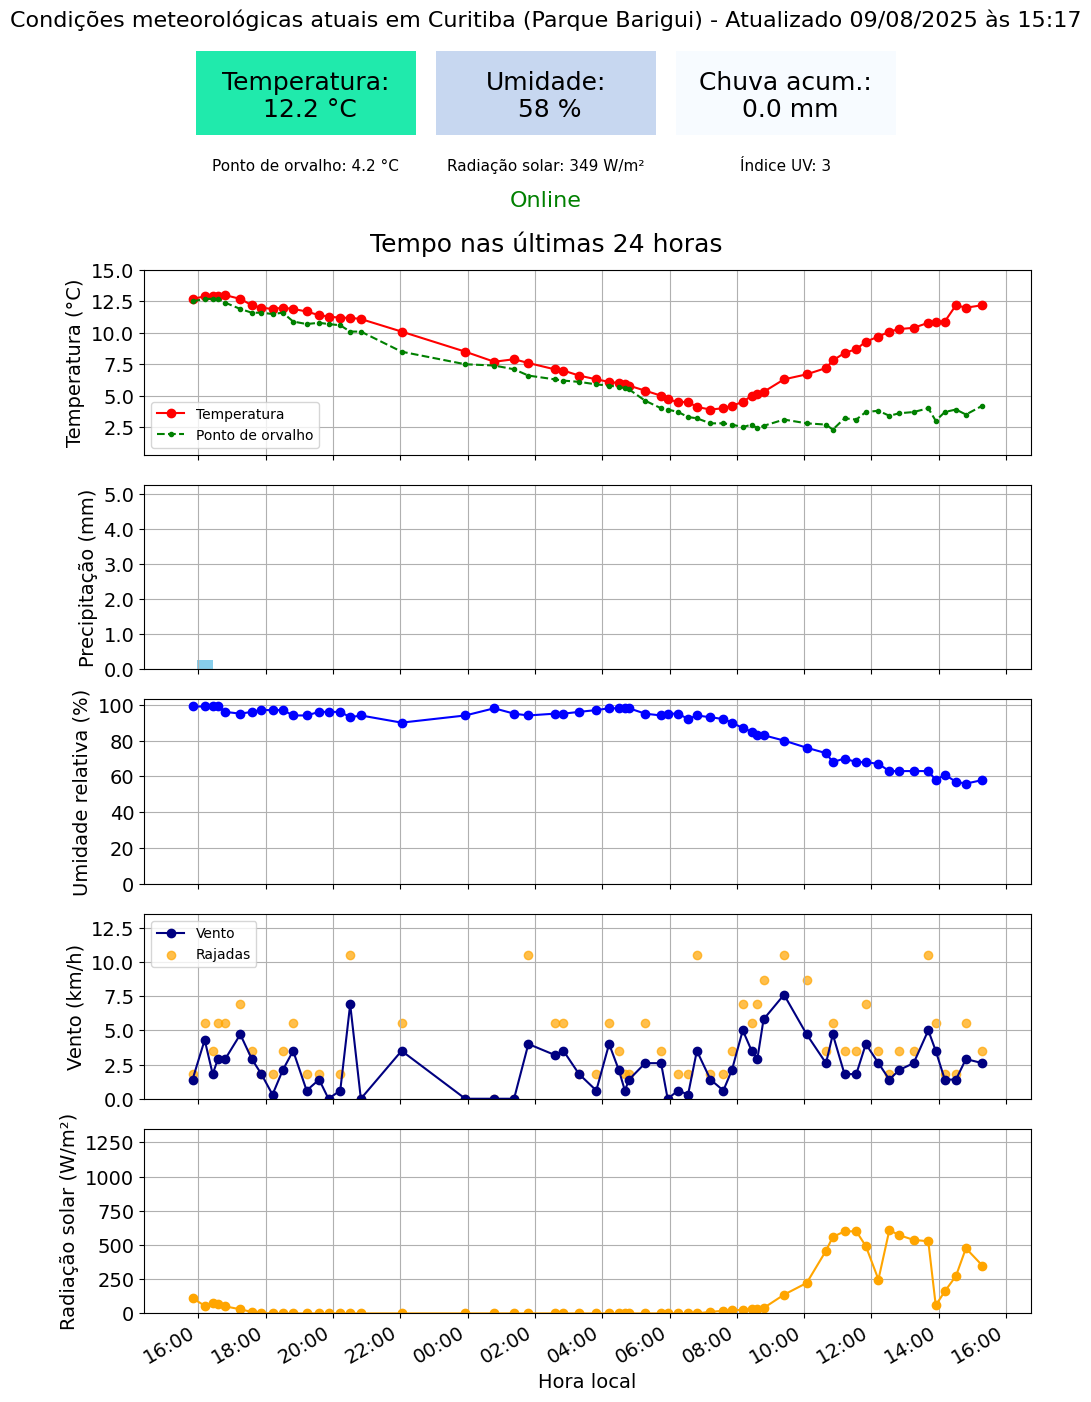 Condições meteorológicas atuais em Curitiba (Parque Barigui) - Atualizado 09/08/2025 às 15:17
Temperatura:
12.2 °C
Umidade:
58 %
Chuva acum.:
0.0 mm
Ponto de orvalho: 4.2 °C
Radiação solar: 349 W/m²
Índice UV: 3
Online
Tempo nas últimas 24 horas
Temperatura (°C)
15.0
12.5
10.0
7.5
5.0
2.5
Temperatura
Ponto de orvalho
Precipitação (mm)
5.0
4.0
3.0
2.0
1.0
0.0
Umidade relativa (%)
100
80
60
40
20
0
Vento (km/h)
12.5
10.0
7.5
5.0
2.5
0.0
Vento
Rajadas
Radiação solar (W/m²)
1250
1000
750
500
250
0
16:00
18:00
20:00
22:00
00:00
02:00
04:00
06:00
08:00
10:00
12:00
14:00
16:00
Hora local